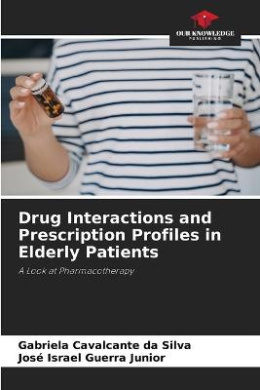 OUR KNOWLEDGE
PUBLISHING
Drug Interactions and
Prescription Profiles in
Elderly Patients
A Look at Pharmacotherapy
Gabriela Cavalcante da Silva
José Israel Guerra Junior